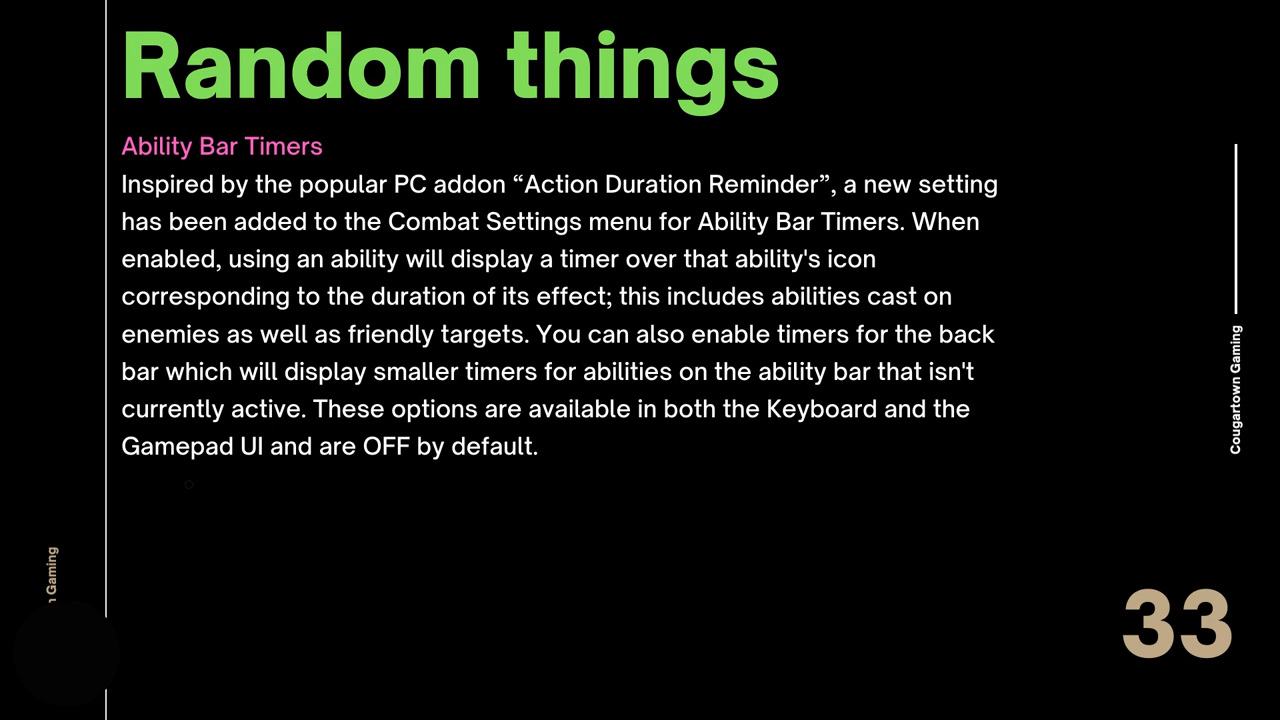 Random things
Ability Bar Timers
Inspired by the popular PC addon “Action Duration Reminder”, a new setting
has been added to the Combat Settings menu for Ability Bar Timers. When
enabled, using an ability will display a timer over that ability's icon
corresponding to the duration of its effect; this includes abilities cast on
enemies as well as friendly targets. You can also enable timers for the back
bar which will display smaller timers for abilities on the ability bar that isn't
currently active. These options are available in both the Keyboard and the
Gamepad UI and are OFF by default.
Cougartown Gaming
Gaming
33